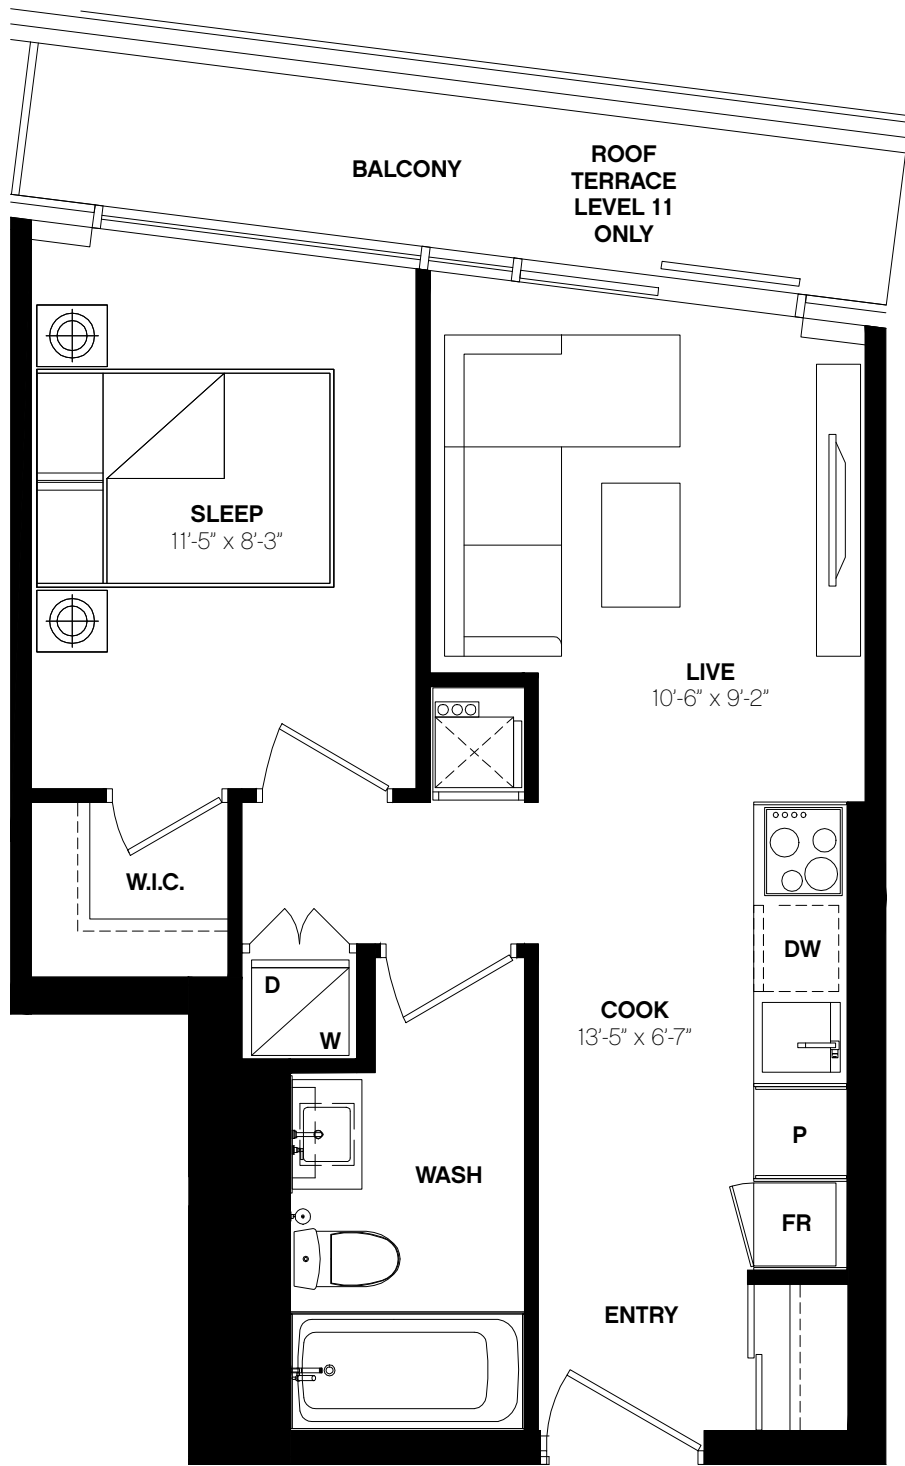 BALCONY
ROOF
TERRACE
LEVEL 11
ONLY
SLEEP
11'-5" x 8'-3"
LIVE
10'-6" x 9'-2"
W.I.C.
DW
D
W
COOK
13'-5" x 6'-7"
P
WASH
FR
ENTRY